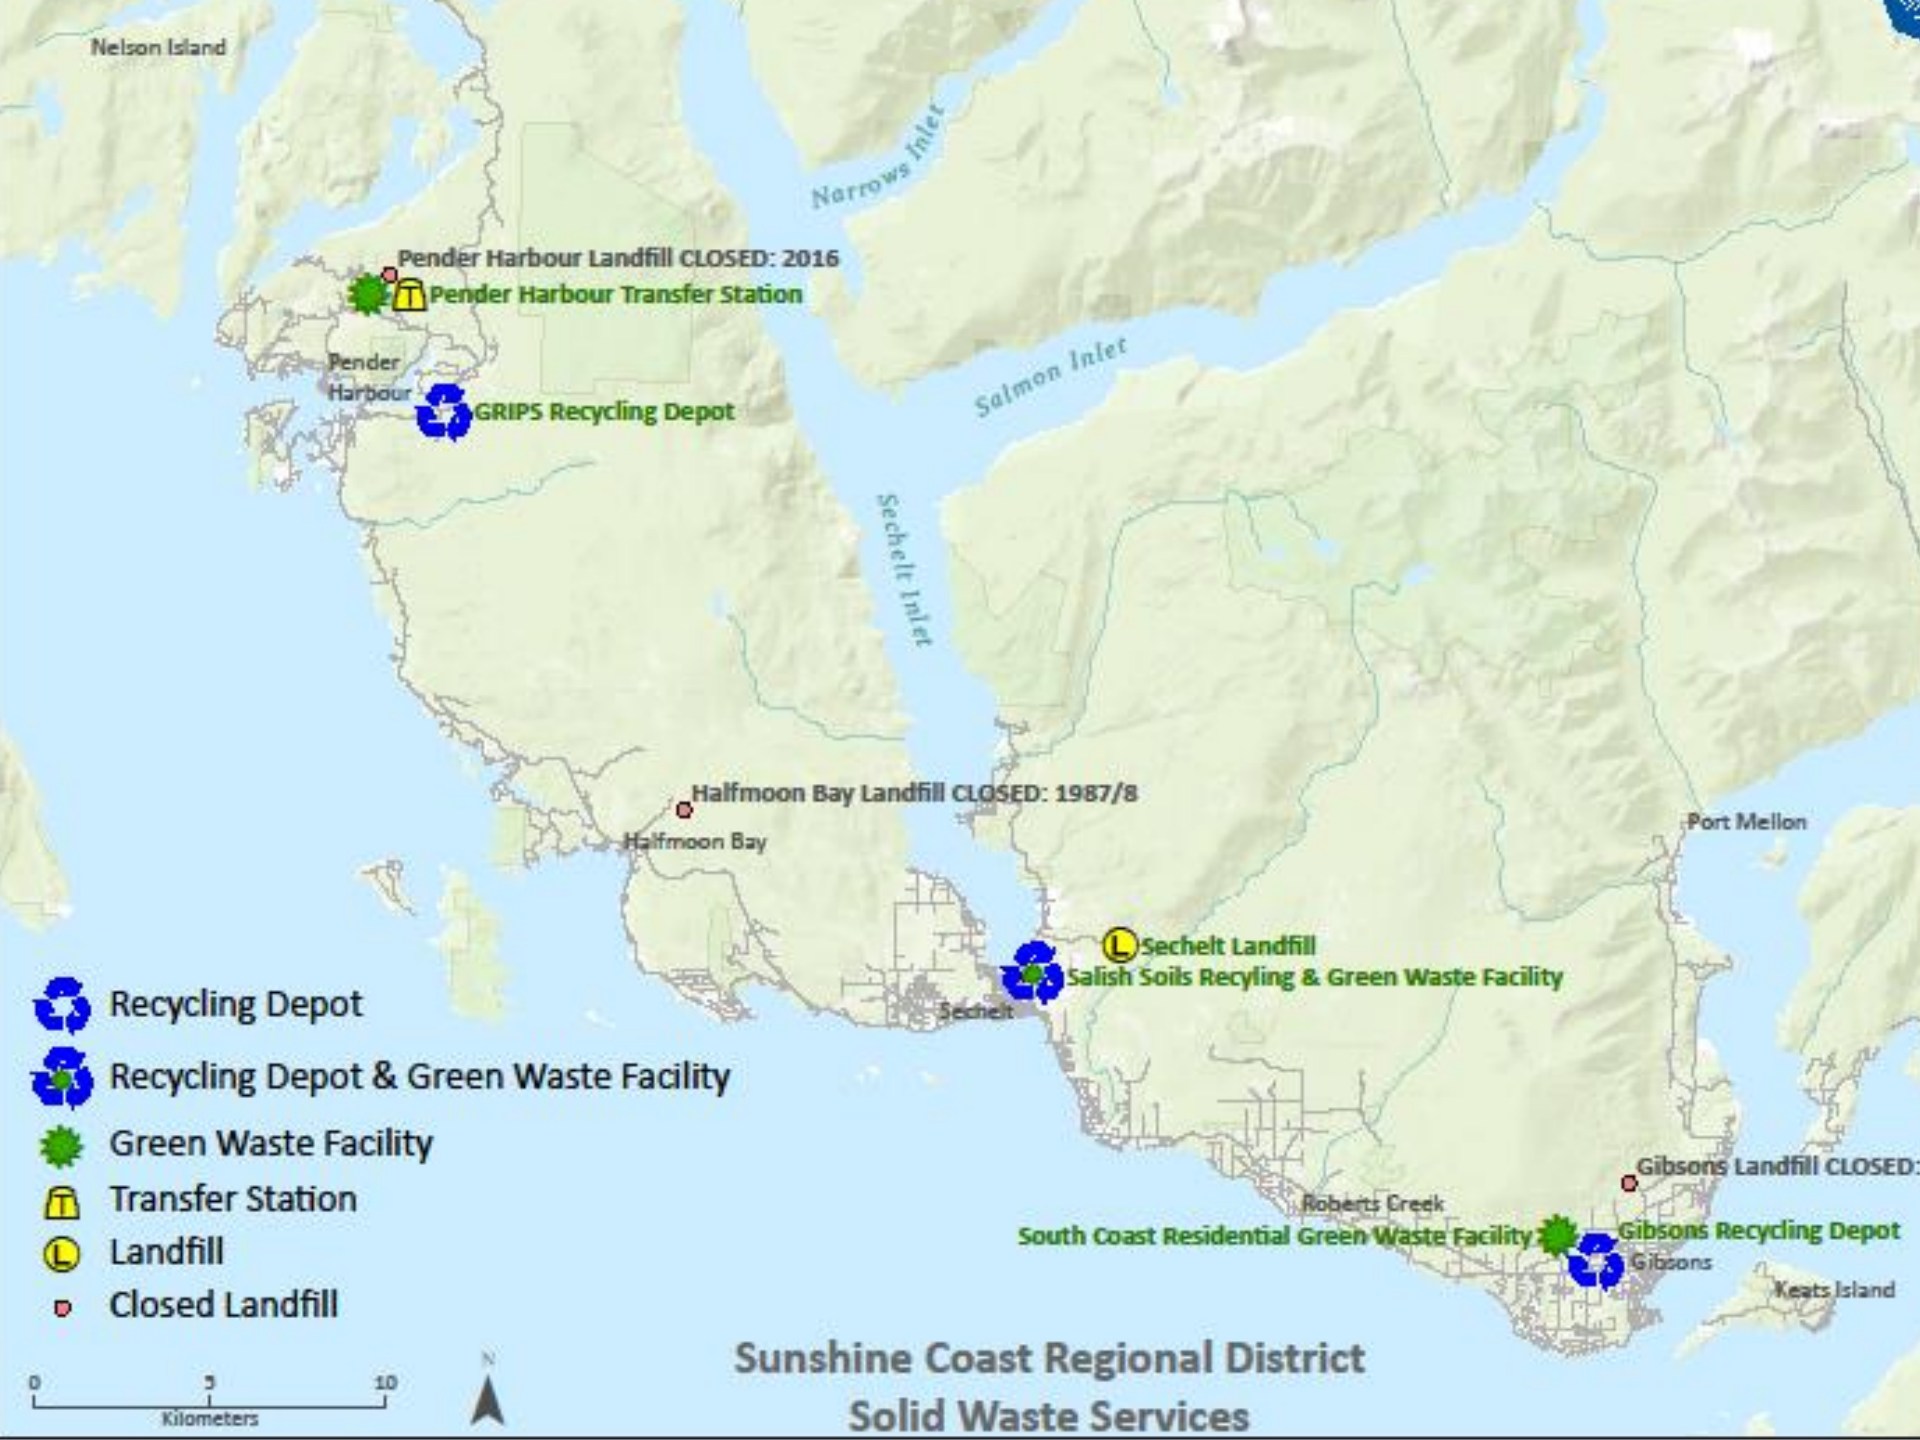 Nelson Island
Narrows Inlet
Pender Harbour Landfill CLOSED: 2016
T
Pender Harbour Transfer Station
Salmon Inlet
Pender
Harbour
GRIPS Recycling Depot
Sechelt Inlet
Halfmoon Bay Landfill CLOSED: 1987/8
Halfmoon Bay
Port Mellon
L
Sechelt Landfill
Salish Soils Recyling & Green Waste Facility
Sechelt
Recycling Depot
Recycling Depot & Green Waste Facility
Green Waste Facility
T
Transfer Station
L
Landfill
Closed Landfill
Gibsons Landfill CLOSED:
Roberts Creek
South Coast Residential Green Waste Facility
Gibsons Recycling Depot
Gibsons
Keats Island
Sunshine Coast Regional District
Solid Waste Services
N
0 5 10
Kilometers